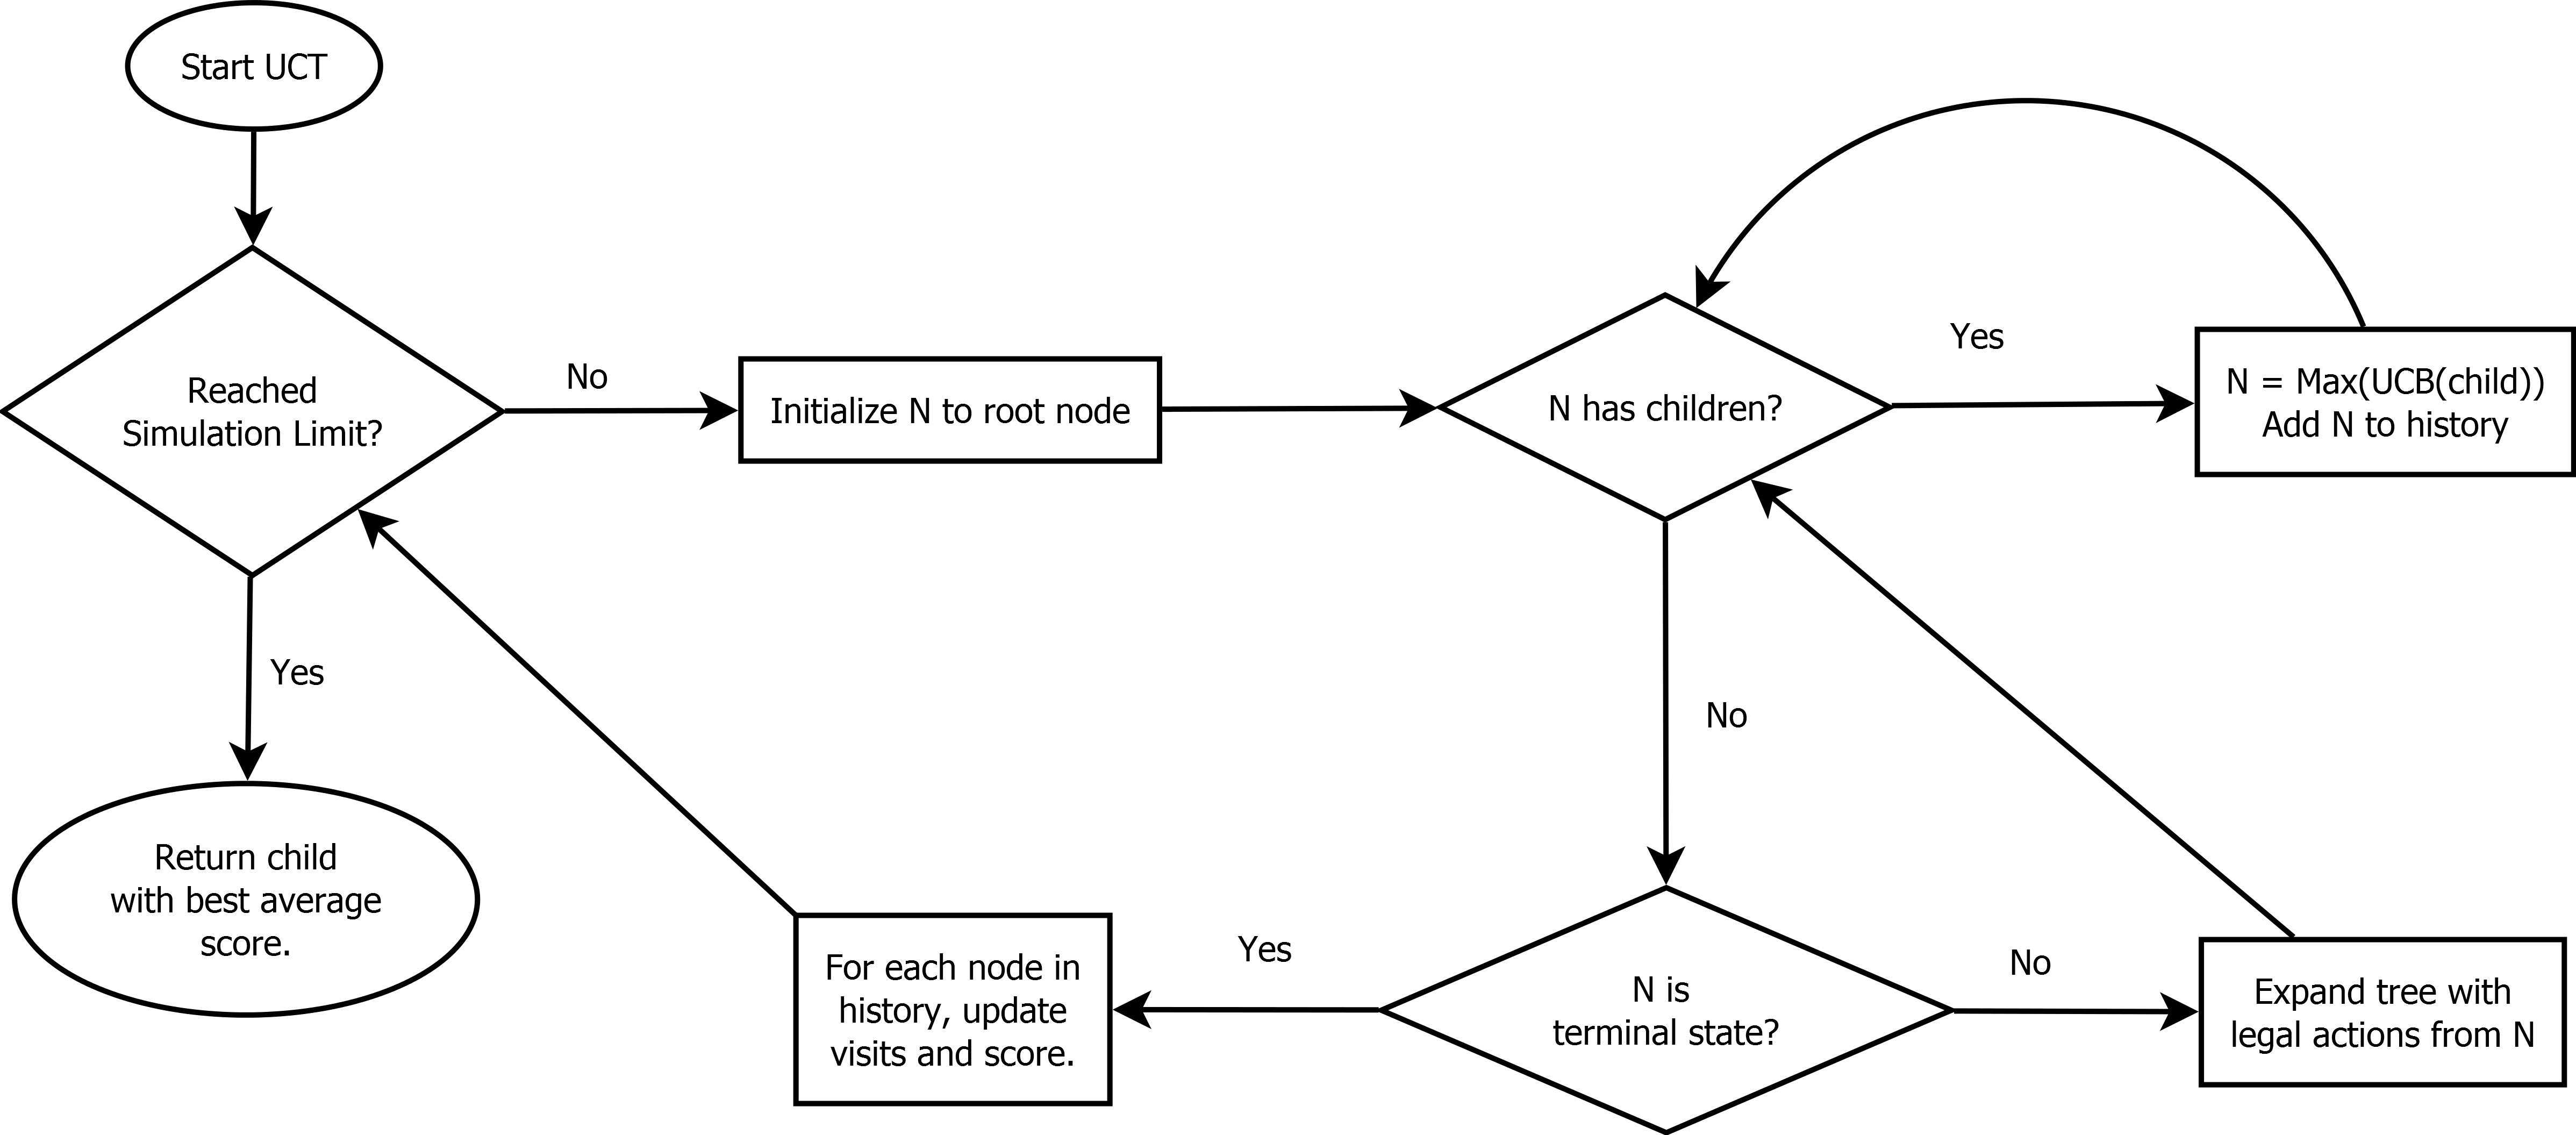 Start UCT
Reached
Simulation Limit?
No
Initialize N to root node
N has children?
Yes
N = Max(UCB(child))
Add N to history
Yes
No
Return child
with best average
score.
For each node in
history, update
visits and score.
Yes
N is
terminal state?
No
Expand tree with
legal actions from N